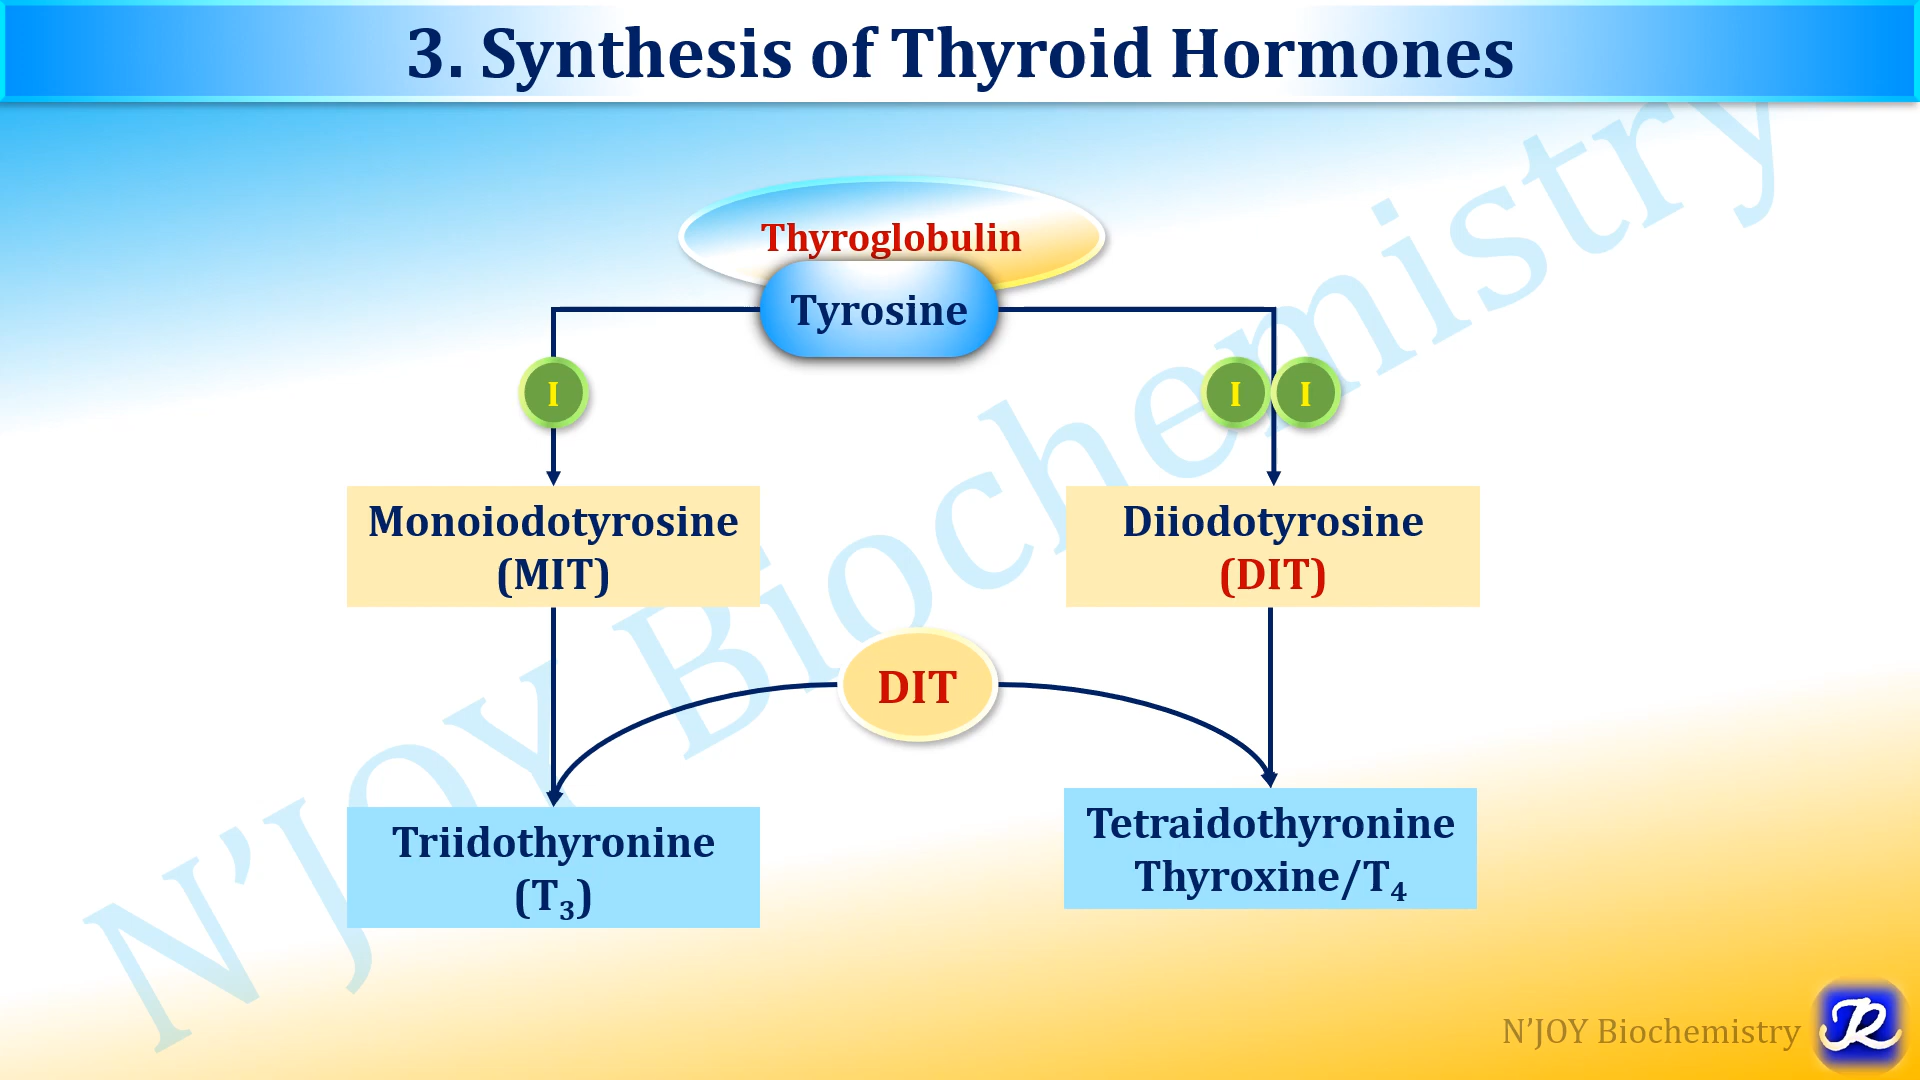 3. Synthesis of Thyroid Hormones
Thyroglobulin
Tyrosine
I
I I
Monoiodotyrosine
(MIT)
Diiodotyrosine
(DIT)
DIT
Triidothyronine
(T₃)
Tetraidothyronine
Thyroxine/T₄
N'JOY Biochemistry
N'JOY Biochemistry
R